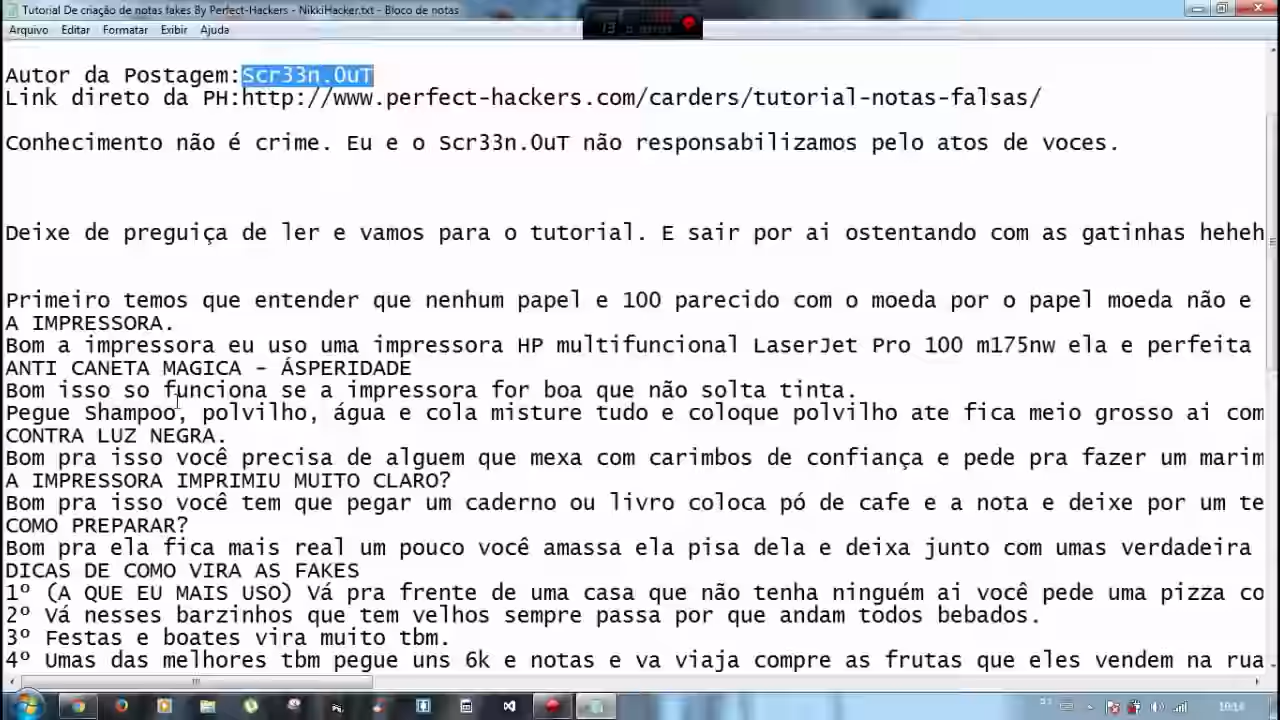 Tutorial De criação de notas fakes By Perfect-Hackers - NikkiHacker.txt - Bloco de notas
Arquivo Editar Formatar Exibir Ajuda
Autor da Postagem:Scr33n.OuT
Link direto da PH:http://www.perfect-hackers.com/carders/tutorial-notas-falsas/
Conhecimento não é crime. Eu e o Scr33n.OuT não responsabilizamos pelo atos de voces.
Deixe de preguiça de ler e vamos para o tutorial. E sair por ai ostentando com as gatinhas heheh
Primeiro temos que entender que nenhum papel e 100 parecido com o moeda por o papel moeda não e
A IMPRESSORA.
Bom a impressora eu uso uma impressora HP multifuncional LaserJet Pro 100 m175nw ela e perfeita
ANTI CANETA MAGICA - ÁSPERIDADE
Bom isso so funciona se a impressora for boa que não solta tinta.
Pegue Shampoo, polvilho, água e cola misture tudo e coloque polvilho ate fica meio grosso ai com
CONTRA LUZ NEGRA.
Bom pra isso você precisa de alguem que mexa com carimbos de confiança e pede pra fazer um marim
A IMPRESSORA IMPRIMIU MUITO CLARO?
Bom pra isso você tem que pegar um caderno ou livro coloca pó de cafe e a nota e deixe por um te
COMO PREPARAR?
Bom pra ela fica mais real um pouco você amassa ela pisa dela e deixa junto com umas verdadeira
DICAS DE COMO VIRA AS FAKES
1º (A QUE EU MAIS USO) Vá pra frente de uma casa que não tenha ninguém ai você pede uma pizza co
2º Vá nesses barzinhos que tem velhos sempre passa por que andam todos bebados.
3º Festas e boates vira muito tbm.
4º Umas das melhores tbm pegue uns 6k e notas e va viaja compre as frutas que eles vendem na rua